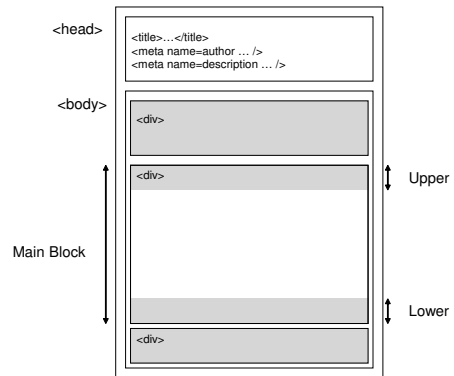 <head>
<title>…</title>
<meta name=author … />
<meta name=description … />
<body>
<div>
<div>
Upper
Main Block
Lower
<div>